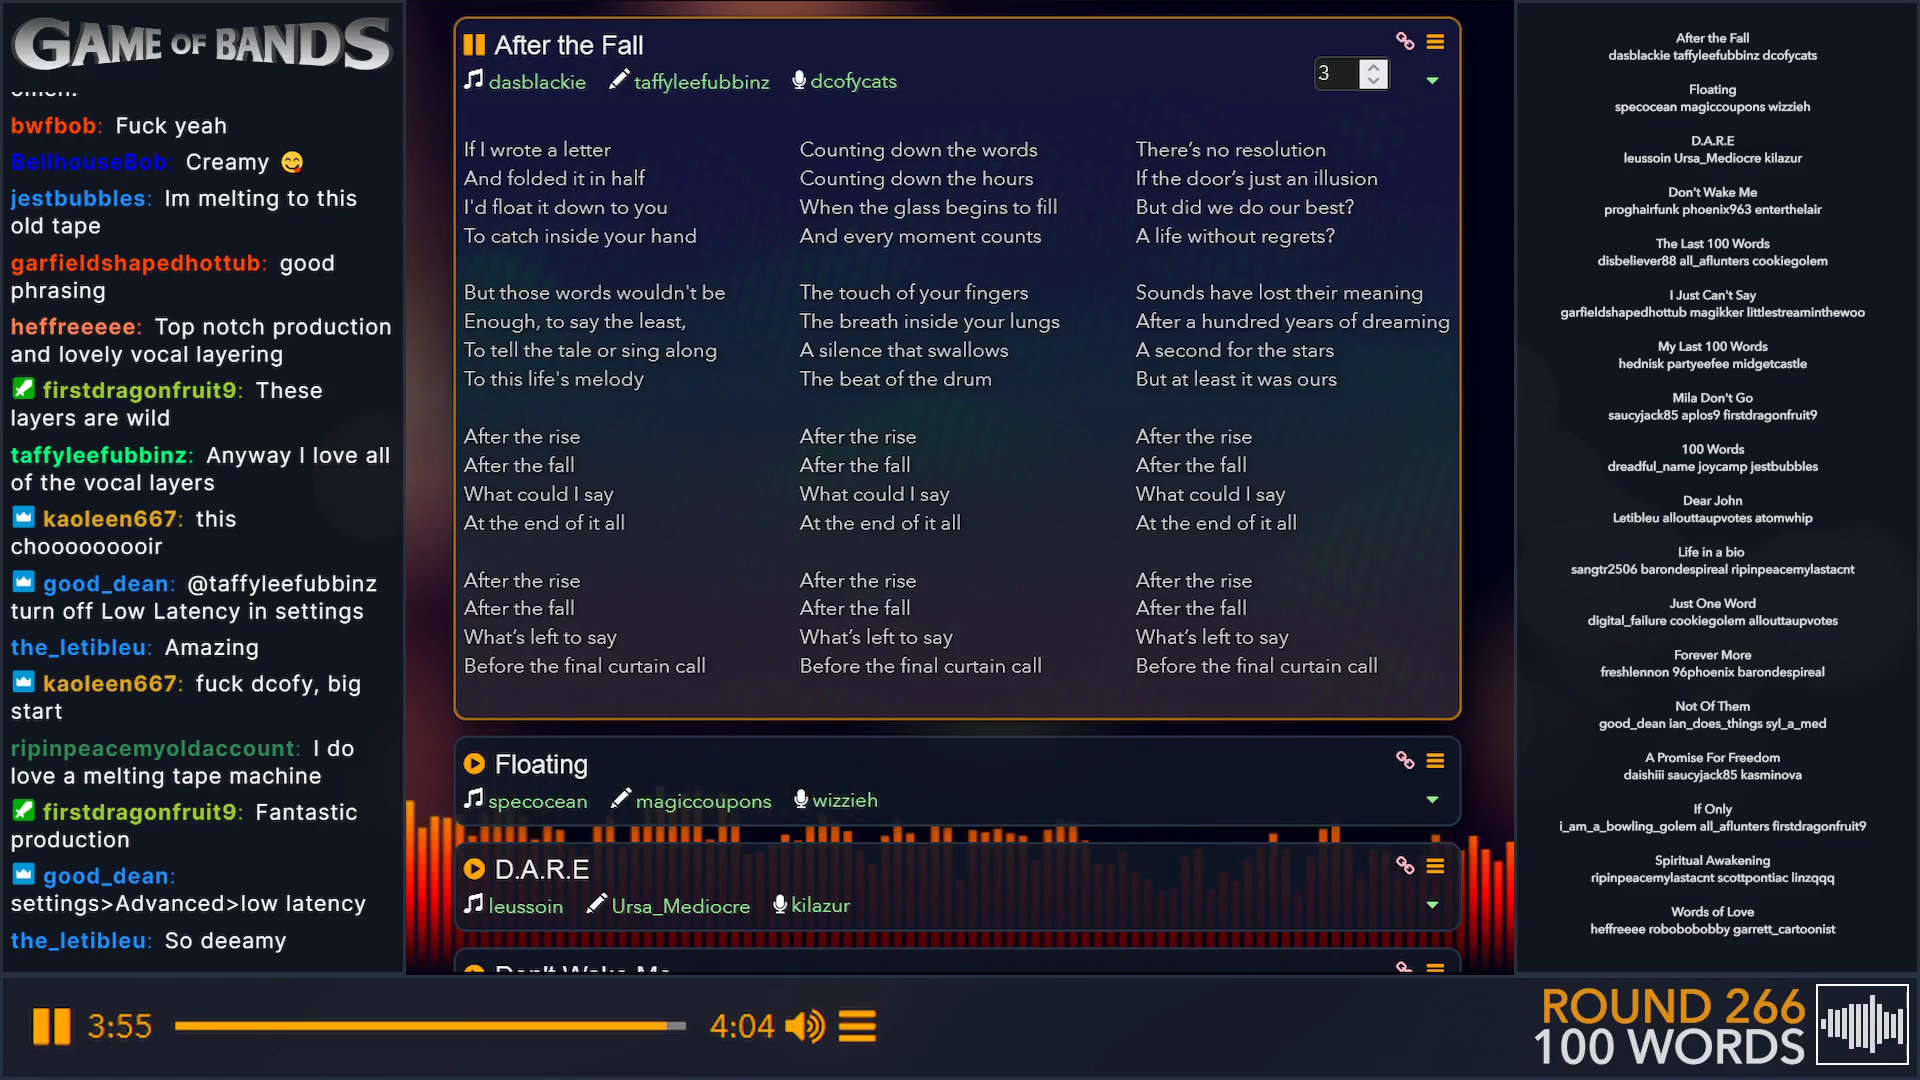 GAME OF BANDS
bwfbob: Fuck yeah
BellhouseBob: Creamy 😋
jestbubbles: Im melting to this
old tape
garfieldshapedhottub: good
phrasing
heffreeeee: Top notch production
and lovely vocal layering
firstdragonfruit9: These
layers are wild
taffyleefubbinz: Anyway I love all
of the vocal layers
kaoleen667: this
chooooooooir
good_dean: @taffyleefubbinz
turn off Low Latency in settings
the_letibleu: Amazing
kaoleen667: fuck dcofy, big
start
ripinpeacemyoldaccount: I do
love a melting tape machine
firstdragonfruit9: Fantastic
production
good_dean:
settings>Advanced>low latency
the_letibleu: So deeamy
After the Fall
dasblackie taffyleefubbinz dcofycats
3
If I wrote a letter
And folded it in half
I'd float it down to you
To catch inside your hand
But those words wouldn't be
Enough, to say the least,
To tell the tale or sing along
To this life's melody
After the rise
After the fall
What could I say
At the end of it all
After the rise
After the fall
What's left to say
Before the final curtain call
Counting down the words
Counting down the hours
When the glass begins to fill
And every moment counts
The touch of your fingers
The breath inside your lungs
A silence that swallows
The beat of the drum
After the rise
After the fall
What could I say
At the end of it all
After the rise
After the fall
What's left to say
Before the final curtain call
There's no resolution
If the door's just an illusion
But did we do our best?
A life without regrets?
Sounds have lost their meaning
After a hundred years of dreaming
A second for the stars
But at least it was ours
After the rise
After the fall
What could I say
At the end of it all
After the rise
After the fall
What's left to say
Before the final curtain call
Floating
specocean magiccoupons wizzieh
D.A.R.E
leussoin Ursa_Mediocre kilazur
Don't Wake Me
After the Fall
dasblackie taffyleefubbinz dcofycats
Floating
specocean magiccoupons wizzieh
D.A.R.E
leussoin Ursa_Mediocre kilazur
Don't Wake Me
proghairfunk phoenix963 enterthelair
The Last 100 Words
disbeliever88 all_aflunters cookiegolem
I Just Can't Say
garfieldshapedhottub magikker littlestreaminthewoo
My Last 100 Words
hednisk partyeefee midgetcastle
Mila Don't Go
saucyjack85 aplos9 firstdragonfruit9
100 Words
dreadful_name joycamp jestbubbles
Dear John
Letibleu allouttaupvotes atomwhip
Life in a bio
sangtr2506 barondespireal ripinpeacemylastacnt
Just One Word
digital_failure cookiegolem allouttaupvotes
Forever More
freshlennon 96phoenix barondespireal
Not Of Them
good_dean ian_does_things syl_a_med
A Promise For Freedom
daishiii saucyjack85 kasminova
If Only
i_am_a_bowling_golem all_aflunters firstdragonfruit9
Spiritual Awakening
ripinpeacemylastacnt scottpontiac linzqqq
Words of Love
heffreeee robobobobby garrett_cartoonist
3:55
4:04
ROUND 266
100 WORDS